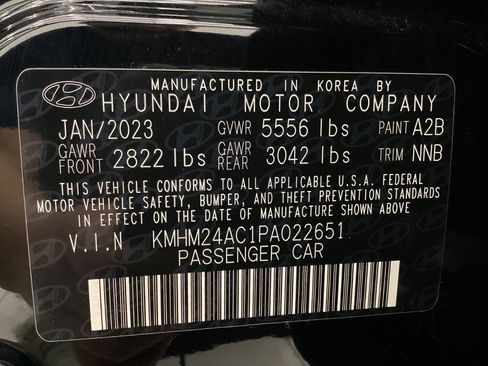 MANUFACTURED IN KOREA BY
HYUNDAI MOTOR COMPANY
JAN/2023 GVWR 5556 lbs PAINT A2B
GAWR FRONT 2822 lbs GAWR REAR 3042 lbs TRIM NNB
THIS VEHICLE CONFORMS TO ALL APPLICABLE U.S.A. FEDERAL
MOTOR VEHICLE SAFETY, BUMPER, AND THEFT PREVENTION STANDARDS
IN EFFECT ON THE DATE OF MANUFACTURE SHOWN ABOVE
V.I.N KMHM24AC1PA022651
PASSENGER CAR